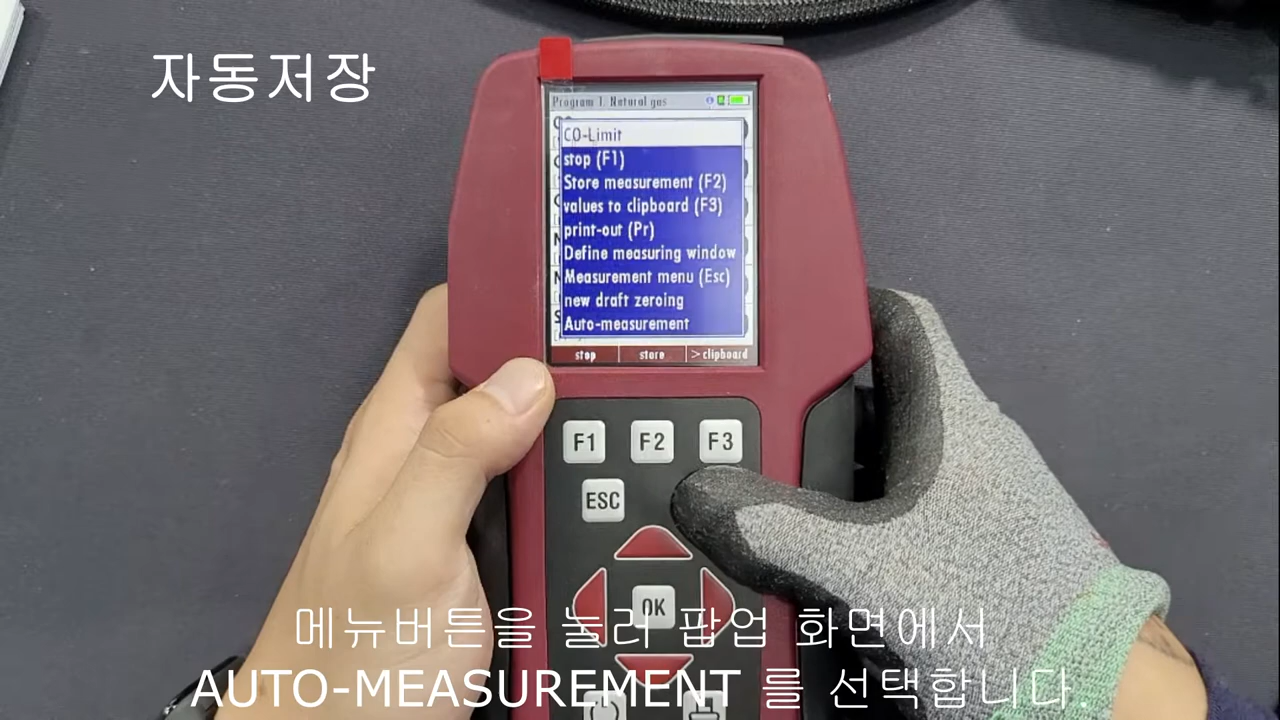 자동저장
Program 1. Natural gas
CO-Limit
stop (F1)
Store measurement (F2)
values to clipboard (F3)
print-out (Pr)
Define measuring window
Measurement menu (Esc)
new draft zeroing
Auto-measurement
stop store >clipboard
F1 F2 F3
ESC
OK
메뉴버튼을 눌러 팝업 화면에서
AUTO-MEASUREMENT 를 선택합니다.